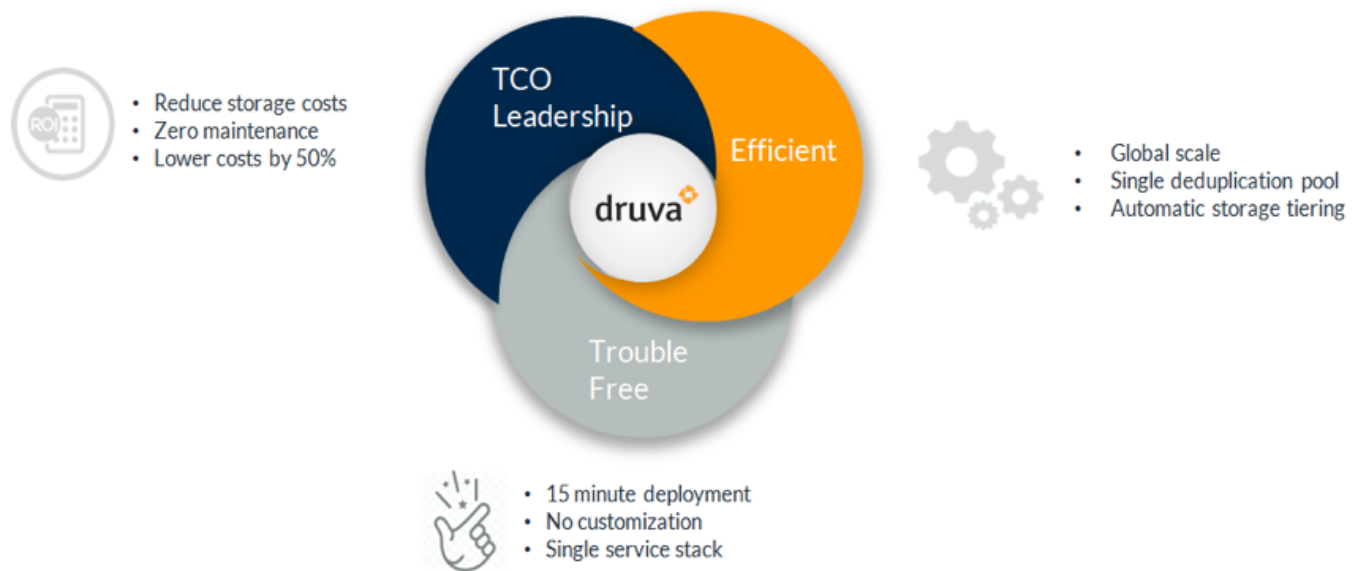 TCO
Leadership
Efficient
druva
Trouble
Free
ROI
• Reduce storage costs
• Zero maintenance
• Lower costs by 50%
• Global scale
• Single deduplication pool
• Automatic storage tiering
• 15 minute deployment
• No customization
• Single service stack